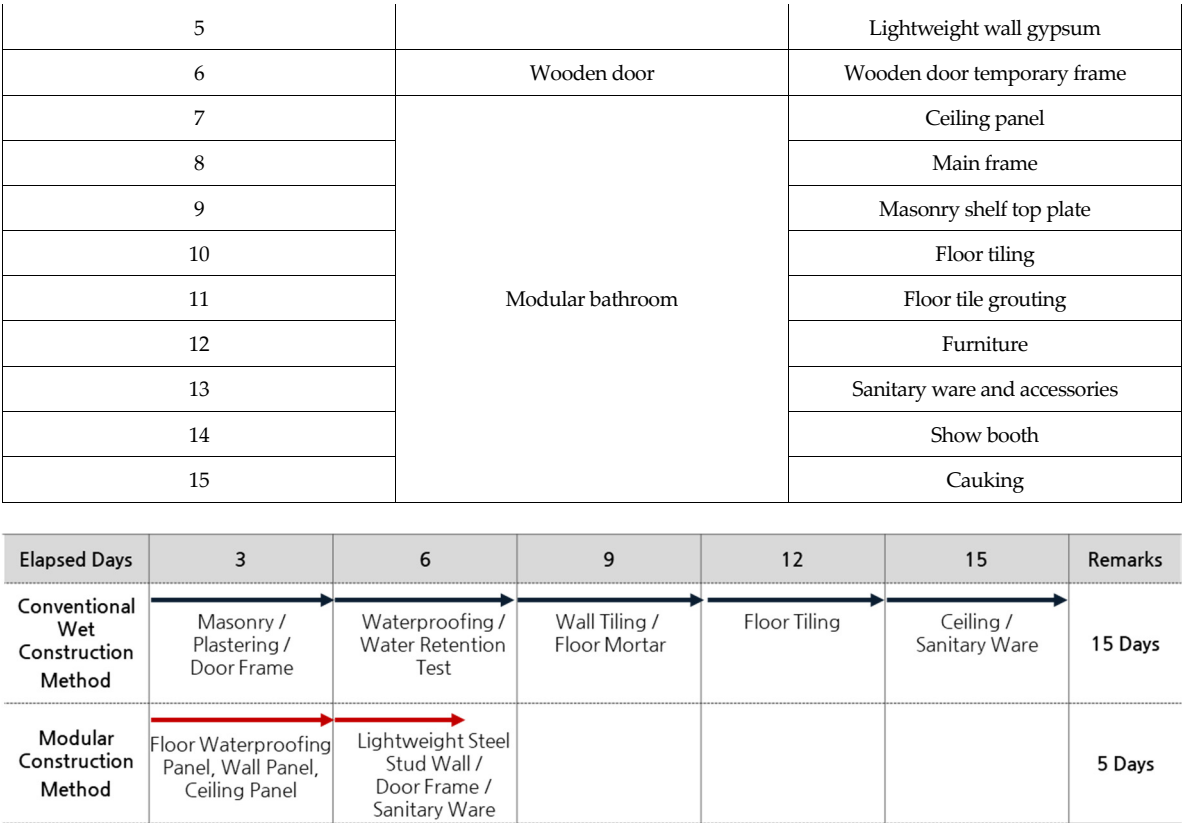 5 Lightweight wall gypsum
6 Wooden door Wooden door temporary frame
7 Ceiling panel
8 Main frame
9 Masonry shelf top plate
10 Floor tiling
11 Modular bathroom Floor tile grouting
12 Furniture
13 Sanitary ware and accessories
14 Show booth
15 Cauking
Elapsed Days 3 6 9 12 15 Remarks
Conventional
Wet
Construction
Method
Masonry /
Plastering /
Door Frame
Waterproofing /
Water Retention
Test
Wall Tiling /
Floor Mortar
Floor Tiling
Ceiling /
Sanitary Ware
15 Days
Modular
Construction
Method
Floor Waterproofing
Panel, Wall Panel,
Ceiling Panel
Lightweight Steel
Stud Wall /
Door Frame /
Sanitary Ware
5 Days